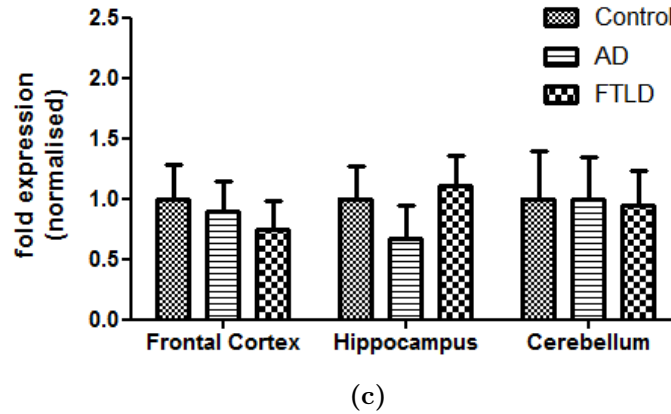 2.5
2.0
1.5
1.0
0.5
0.0
fold expression
(normalised)
Control
AD
FTLD
Frontal Cortex Hippocampus Cerebellum
(c)